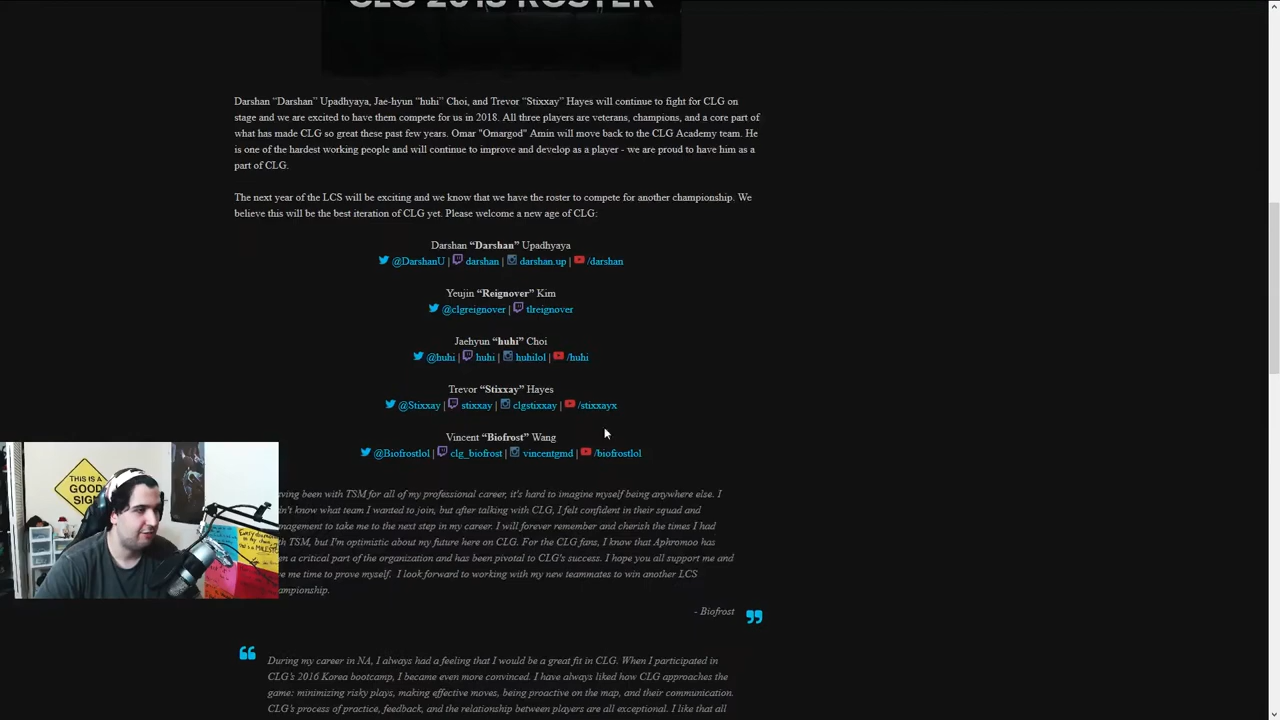 CLG 2018 ROSTER
Darshan “Darshan” Upadhyaya, Jae-hyun “huhi” Choi, and Trevor “Stixxay” Hayes will continue to fight for CLG on
stage and we are excited to have them compete for us in 2018. All three players are veterans, champions, and a core part of
what has made CLG so great these past few years. Omar "Omargod" Amin will move back to the CLG Academy team. He
is one of the hardest working people and will continue to improve and develop as a player - we are proud to have him as a
part of CLG.
The next year of the LCS will be exciting and we know that we have the roster to compete for another championship. We
believe this will be the best iteration of CLG yet. Please welcome a new age of CLG:
Darshan “Darshan” Upadhyaya
@DarshanU | darshan | darshan.up | /darshan
Yeujin “Reignover” Kim
@clgreignover | tlreignover
Jaehyun “huhi” Choi
@huhi | huhi | huhilol | /huhi
Trevor “Stixxay” Hayes
@Stixxay | stixxay | clgstixxay | /stixxayx
Vincent “Biofrost” Wang
@Biofrostlol | clg_biofrost | vincentgmd | /biofrostlol
ving been with TSM for all of my professional career, it's hard to imagine myself being anywhere else. I
n't know what team I wanted to join, but after talking with CLG, I felt confident in their squad and
nagement to take me to the next step in my career. I will forever remember and cherish the times I had
h TSM, but I'm optimistic about my future here on CLG. For the CLG fans, I know that Aphromoo has
n a critical part of the organization and has been pivotal to CLG's success. I hope you all support me and
e me time to prove myself. I look forward to working with my new teammates to win another LCS
ampionship.
- Biofrost
During my career in NA, I always had a feeling that I would be a great fit in CLG. When I participated in
CLG's 2016 Korea bootcamp, I became even more convinced. I have always liked how CLG approaches the
game: minimizing risky plays, making effective moves, being proactive on the map, and their communication.
CLG's process of practice, feedback, and the relationship between players are all exceptional. I like that all
THIS IS A
GOOD
SIGN